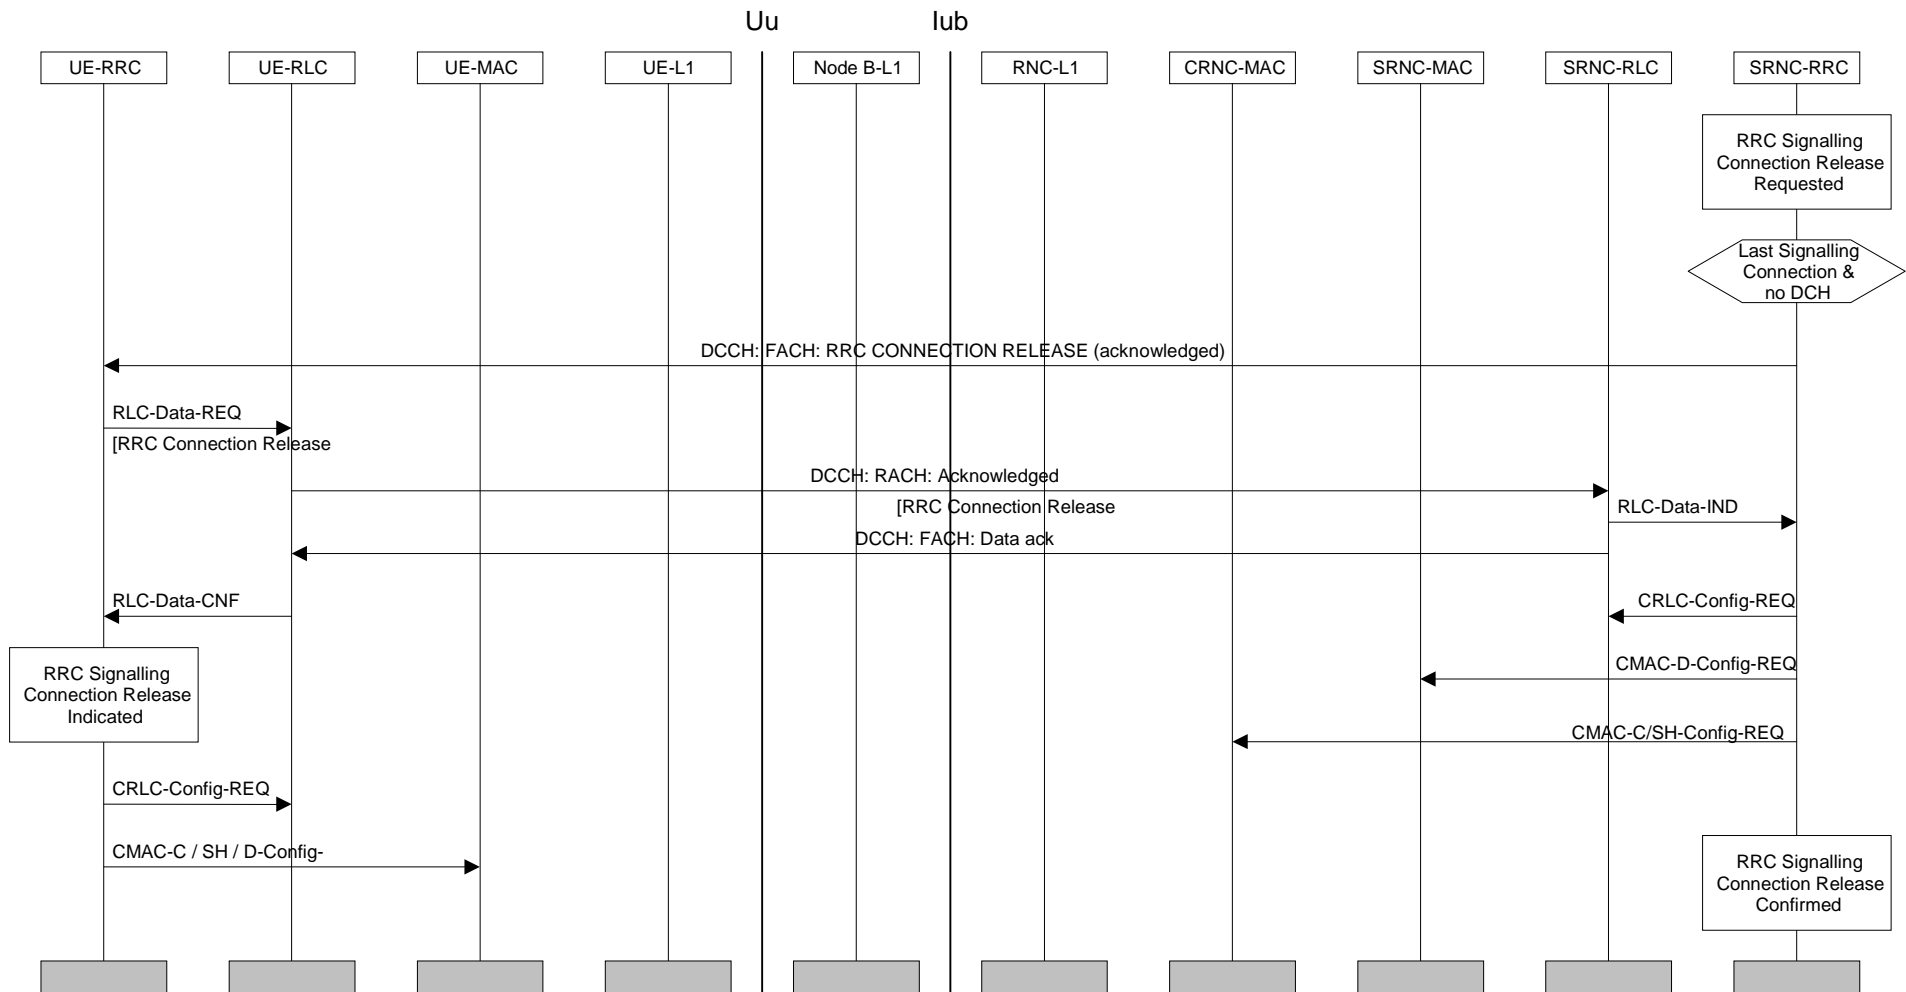 Uu
Iub
UE-RRC
UE-RLC
UE-MAC
UE-L1
Node B-L1
RNC-L1
CRNC-MAC
SRNC-MAC
SRNC-RLC
SRNC-RRC
RRC Signalling
Connection Release
Requested
Last Signalling
Connection &
no DCH
DCCH: FACH: RRC CONNECTION RELEASE (acknowledged)
RLC-Data-REQ
[RRC Connection Release
DCCH: RACH: Acknowledged
[RRC Connection Release
RLC-Data-IND
DCCH: FACH: Data ack
RLC-Data-CNF
CRLC-Config-REQ
RRC Signalling
Connection Release
Indicated
CMAC-D-Config-REQ
CMAC-C/SH-Config-REQ
CRLC-Config-REQ
CMAC-C / SH / D-Config-
RRC Signalling
Connection Release
Confirmed